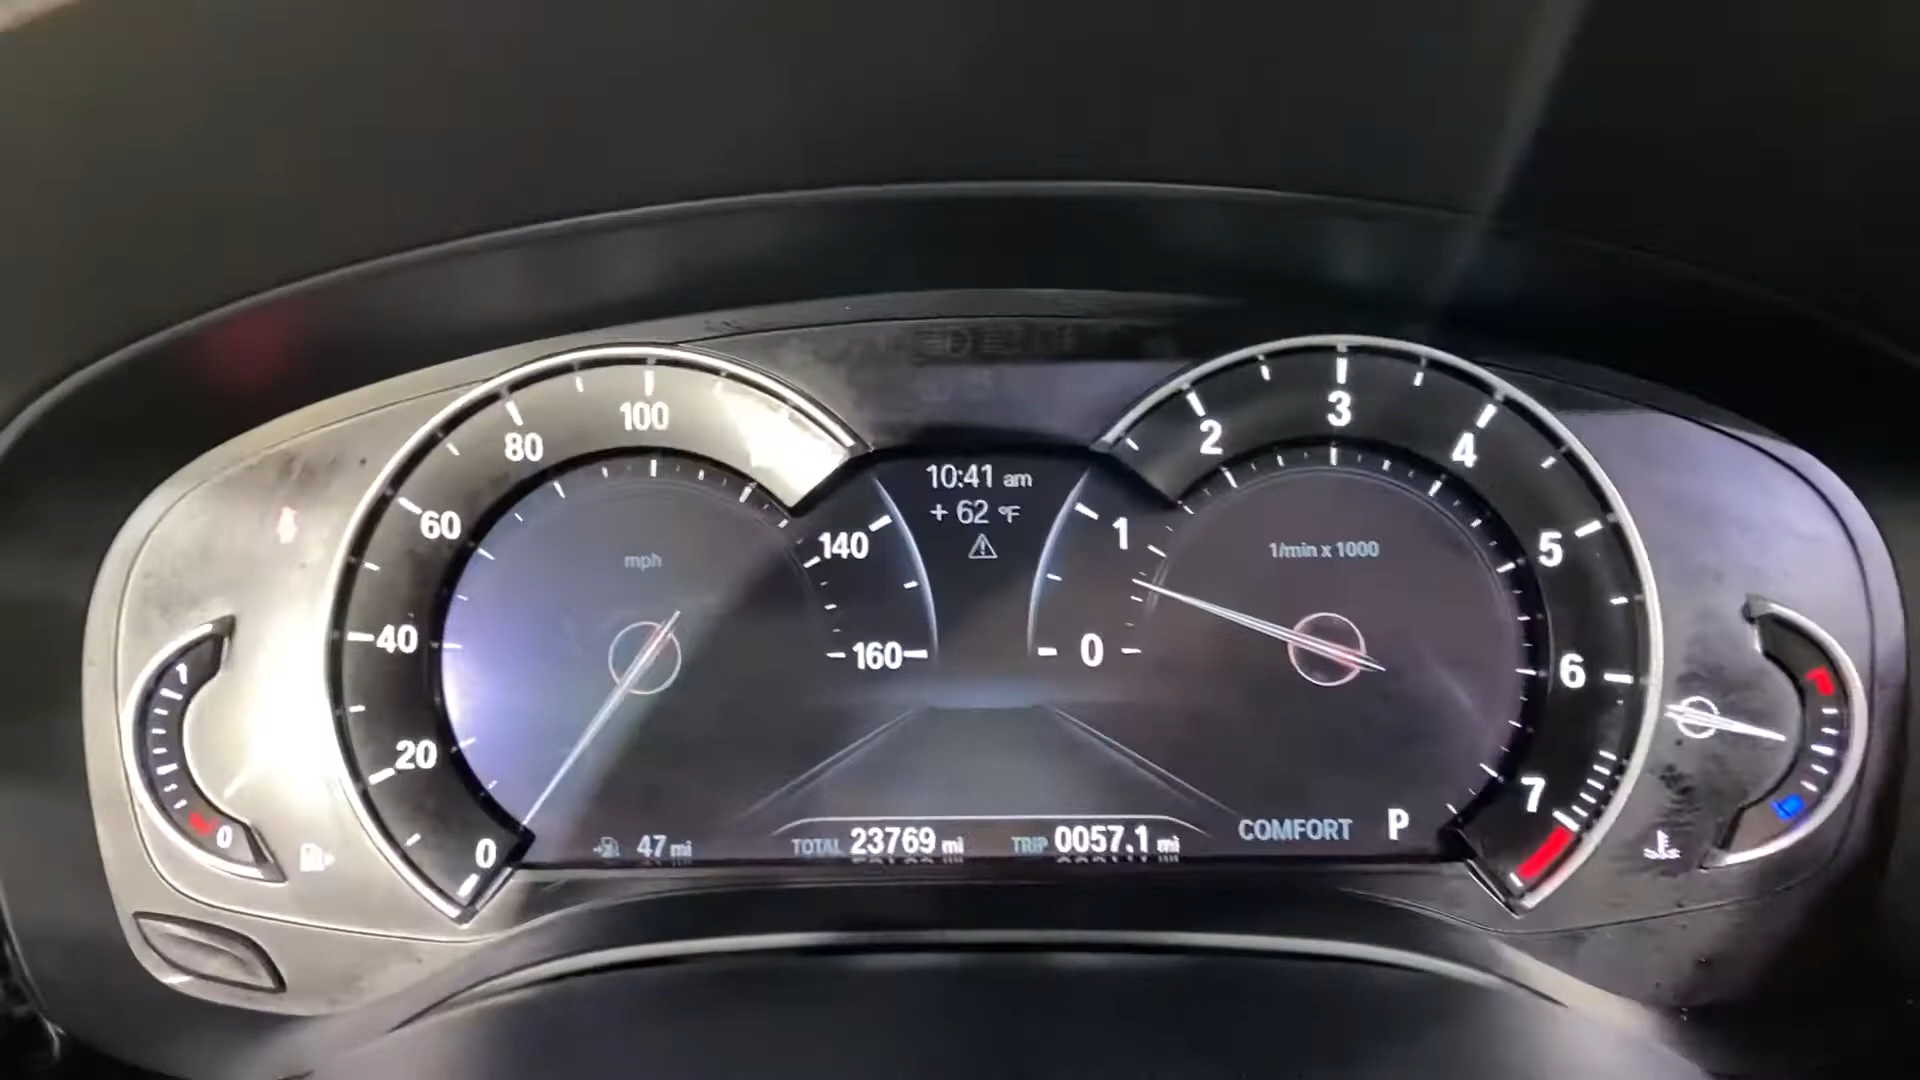 10:41 am
+ 62 °F
mph
0
20
40
60
80
100
140
160
1/min x 1000
0
1
2
3
4
5
6
7
0
1
47 mi
TOTAL 23769 mi
TRIP 0057.1 mi
COMFORT P